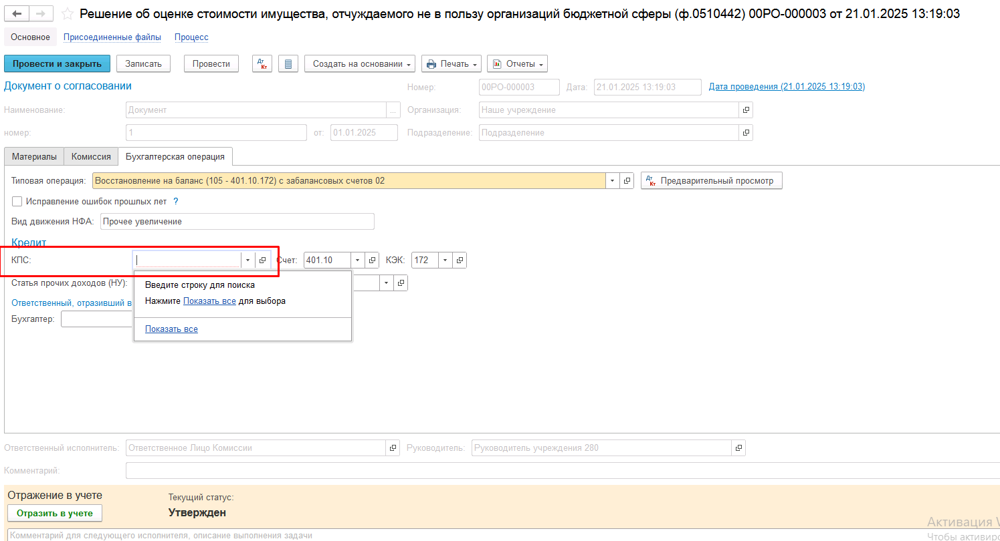 Решение об оценке стоимости имущества, отчуждаемого не в пользу организаций бюджетной сферы (ф.0510442) 00РО-000003 от 21.01.2025 13:19:03
Основное Присоединенные файлы Процесс
Провести и закрыть Записать Провести Дт Кт Создать на основании Печать Отчеты
Документ о согласовании Номер: 00РО-000003 Дата: 21.01.2025 13:19:03 Дата проведения (21.01.2025 13:19:03)
Наименование: Документ ... Организация: Наше учреждение
номер: 1 от: 01.01.2025 Подразделение: Подразделение
Материалы Комиссия Бухгалтерская операция
Типовая операция: Восстановление на баланс (105 - 401.10.172) с забалансовых счетов 02 Дт Кт Предварительный просмотр
Исправление ошибок прошлых лет ?
Вид движения НФА: Прочее увеличение
Кредит
КПС: Счет: 401.10 КЭК: 172
Статья прочих доходов (НУ):
Введите строку для поиска
Нажмите Показать все для выбора
Показать все
Ответственный, отразивший в
Бухгалтер:
Ответственный исполнитель: Ответственное Лицо Комиссии Руководитель: Руководитель учреждения 280
Комментарий:
Отражение в учете Текущий статус:
Отразить в учете Утвержден
Комментарий для следующего исполнителя, описание выполнения задачи
Активация W
Чтобы активиро